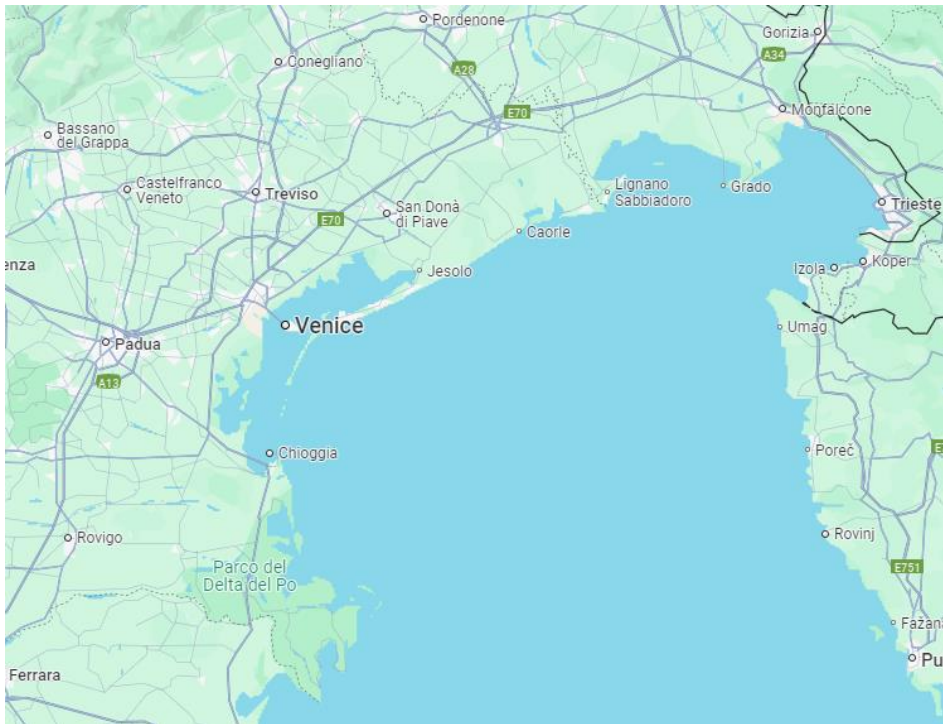 Pordenone
Gorizia
Conegliano
A34
A28
E70
Monfalcone
Bassano
del Grappa
Castelfranco
Veneto
Treviso
Lignano
Sabbiadoro
Grado
Trieste
San Donà
di Piave
E70
Caorle
enza
Jesolo
Izola
Koper
Venice
Umag
Padua
A13
Chioggia
Poreč
E
Rovigo
Rovinj
Parco del
Delta del Po
E751
Fažana
Ferrara
Pu